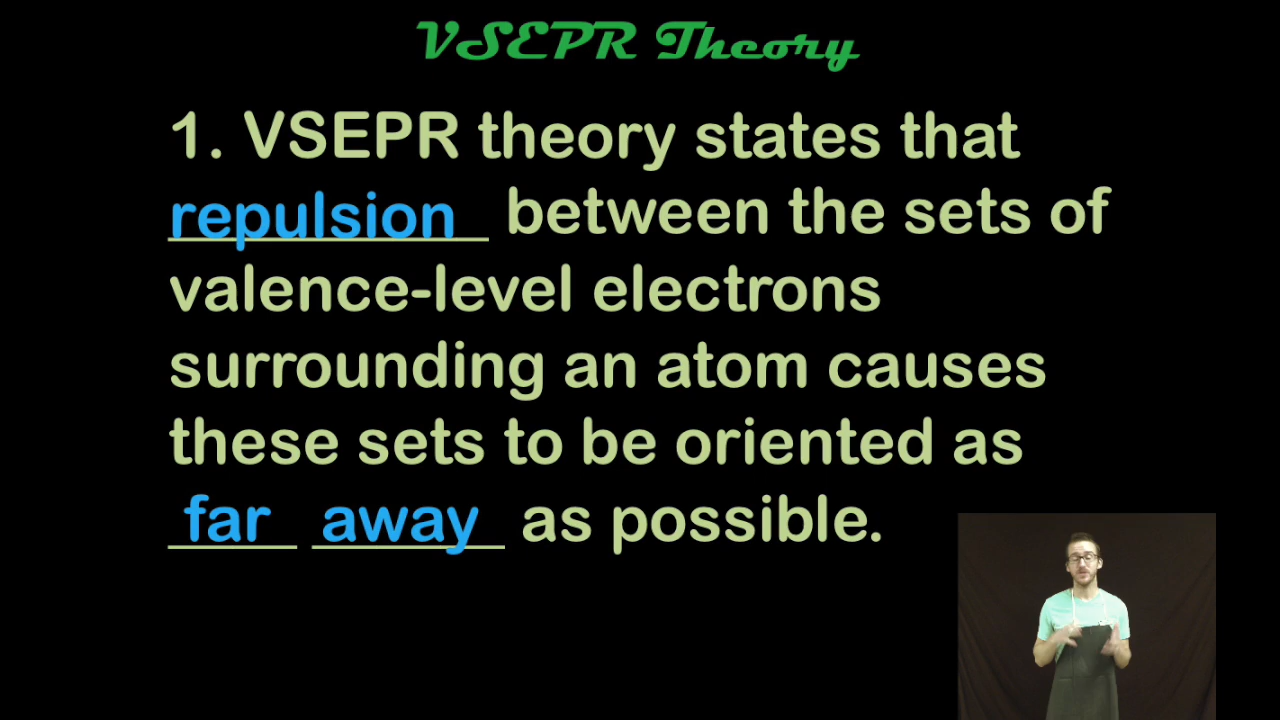 VSEPR Theory
1. VSEPR theory states that
repulsion between the sets of
valence-level electrons
surrounding an atom causes
these sets to be oriented as
far away as possible.